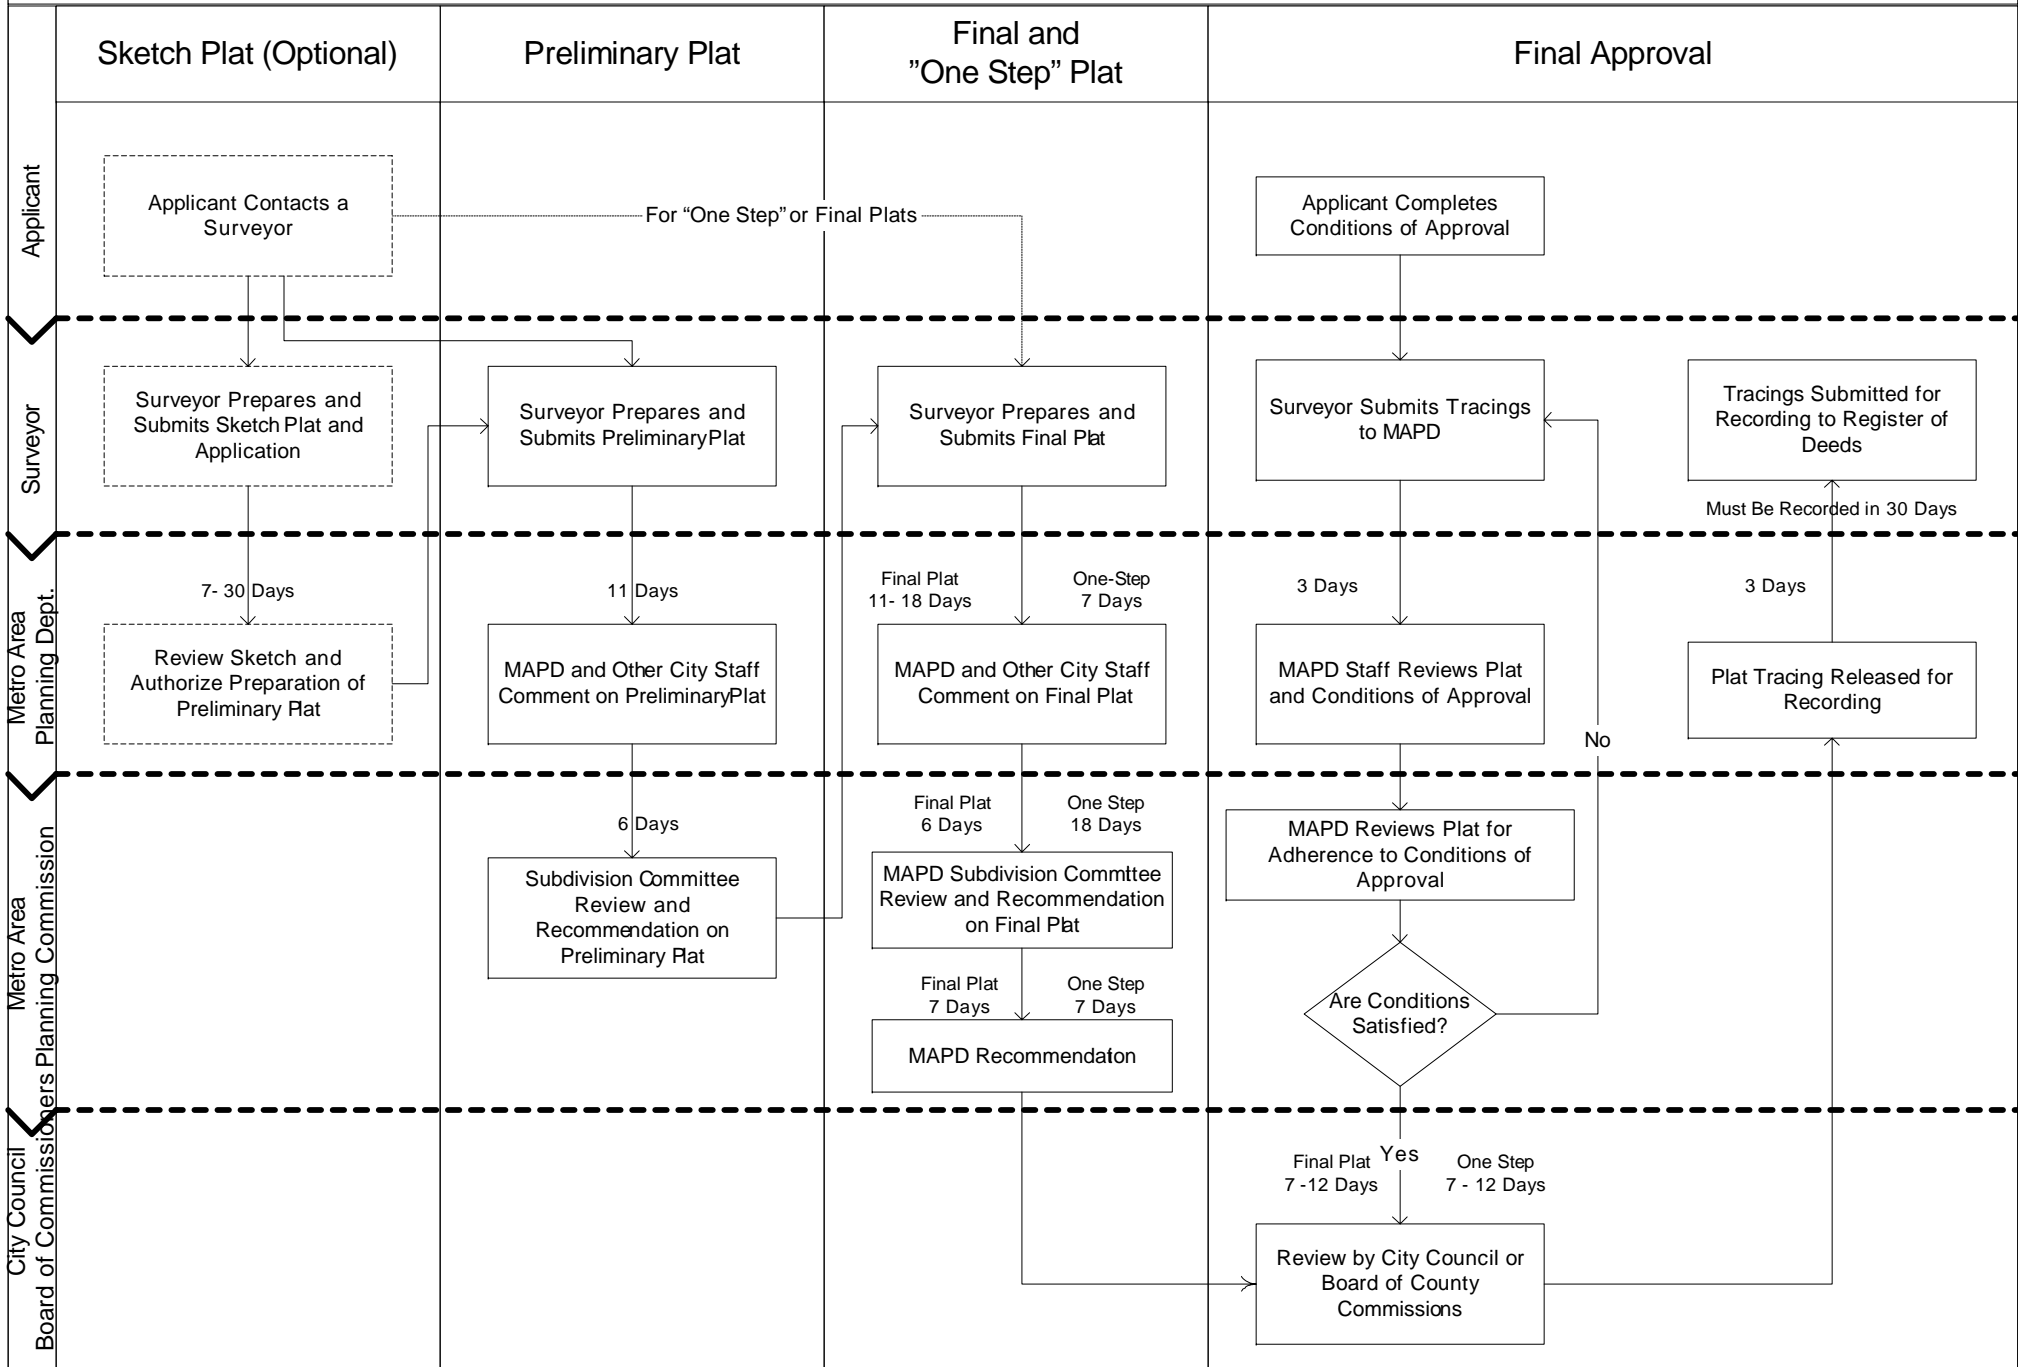 Sketch Plat (Optional)
Preliminary Plat
Final and
”One Step” Plat
Final Approval
Applicant
Applicant Contacts a
Surveyor
For “One Step” or Final Plats
Applicant Completes
Conditions of Approval
Surveyor
Surveyor Prepares and
Submits Sketch Plat and
Application
Surveyor Prepares and
Submits Preliminary Plat
Surveyor Prepares and
Submits Final Plat
Surveyor Submits Tracings
to MAPD
Tracings Submitted for
Recording to Register of
Deeds
Must Be Recorded in 30 Days
Metro Area
Planning Dept.
7- 30 Days
11 Days
Final Plat
11- 18 Days
One-Step
7 Days
3 Days
3 Days
Review Sketch and
Authorize Preparation of
Preliminary Plat
MAPD and Other City Staff
Comment on Preliminary Plat
MAPD and Other City Staff
Comment on Final Plat
MAPD Staff Reviews Plat
and Conditions of Approval
Plat Tracing Released for
Recording
No
Metro Area
Planning Commission
6 Days
Final Plat
6 Days
One Step
18 Days
Subdivision Committee
Review and
Recommendation on
Preliminary Plat
MAPD Subdivision Commttee
Review and Recommendation
on Final Plat
MAPD Reviews Plat for
Adherence to Conditions of
Approval
Final Plat
7 Days
One Step
7 Days
MAPD Recommendation
Are Conditions
Satisfied?
City Council
Board of Commissioners
Yes
Final Plat
7 -12 Days
One Step
7 - 12 Days
Review by City Council or
Board of County
Commissions